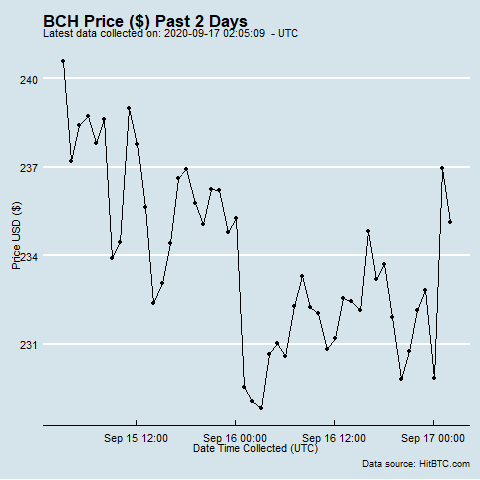 BCH Price ($) Past 2 Days
Latest data collected on: 2020-09-17 02:05:09 - UTC
240
237
234
231
Price USD ($)
Sep 15 12:00 Sep 16 00:00 Sep 16 12:00 Sep 17 00:00
Date Time Collected (UTC)
Data source: HitBTC.com